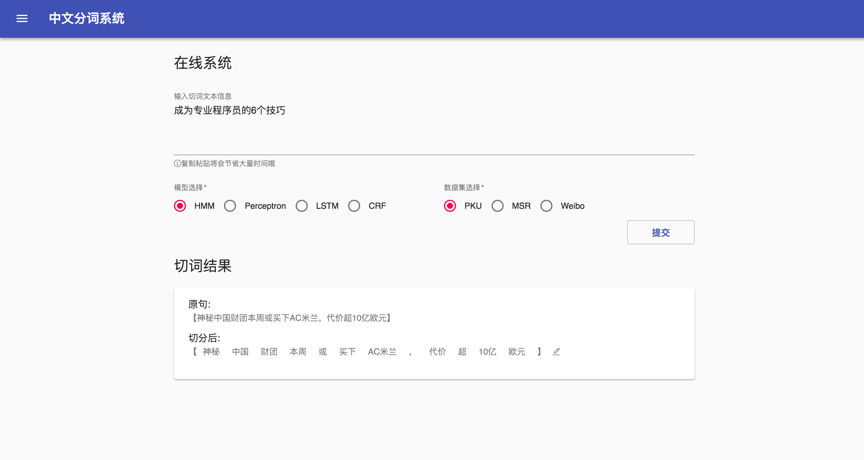 中文分词系统
在线系统
输入切词文本信息
成为专业程序员的6个技巧
ⓘ复制粘贴将会节省大量时间哦
模型选择* 数据集选择*
HMM Perceptron LSTM CRF PKU MSR Weibo
提交
切词结果
原句:
【神秘中国财团本周或买下AC米兰，代价超10亿欧元】
切分后:
【 神秘 中国 财团 本周 或 买下 AC米兰 ， 代价 超 10亿 欧元 】